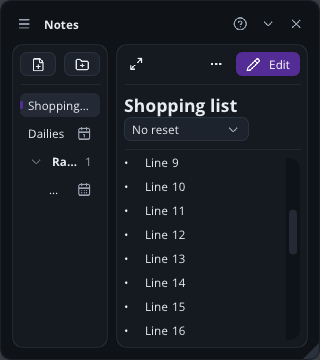 Notes
Edit
Shopping...
Dailies
Ra... 1
...
Shopping list
No reset
• Line 9
• Line 10
• Line 11
• Line 12
• Line 13
• Line 14
• Line 15
• Line 16